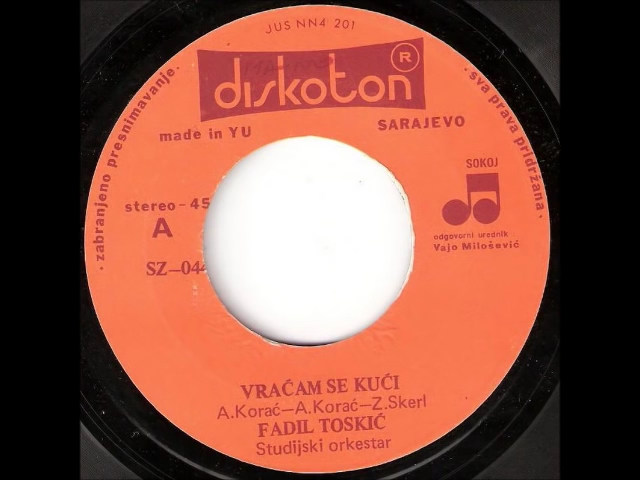 JUS NN4 201
diskoton®
made in YU
SARAJEVO
· zabranjeno presnimavanje ·
· sva prava pridržana. ·
SOKOJ
stereo - 45
A
odgovorni urednik
Vajo Milošević
SZ-04
VRAĆAM SE KUĆI
A.Korać-A.Korać-Z.Skerl
FADIL TOSKIĆ
Studijski orkestar